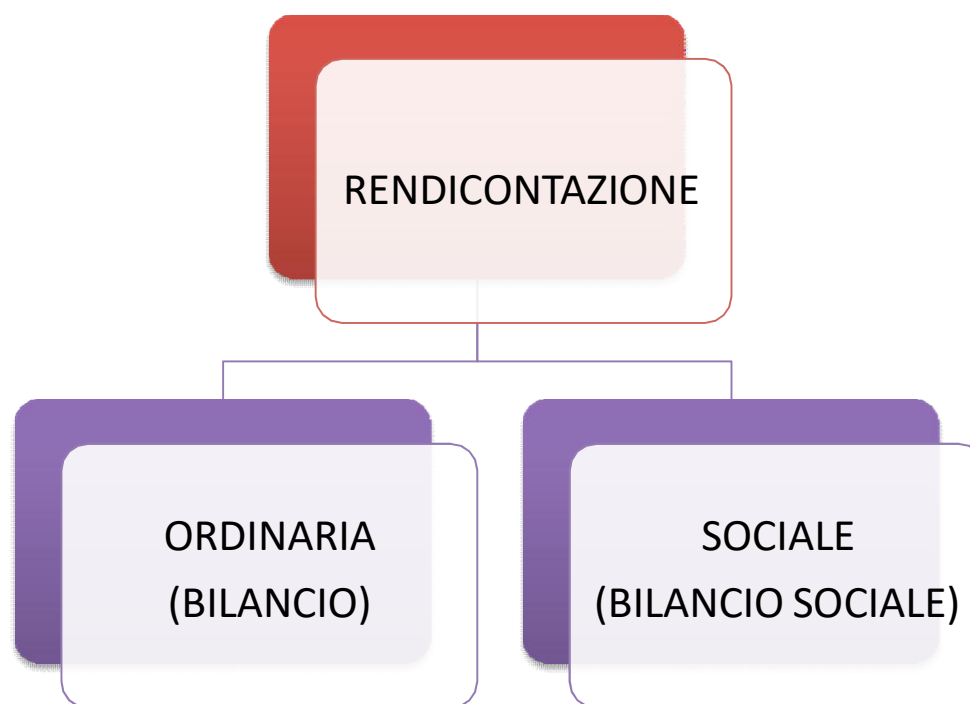 RENDICONTAZIONE
ORDINARIA
(BILANCIO)
SOCIALE
(BILANCIO SOCIALE)